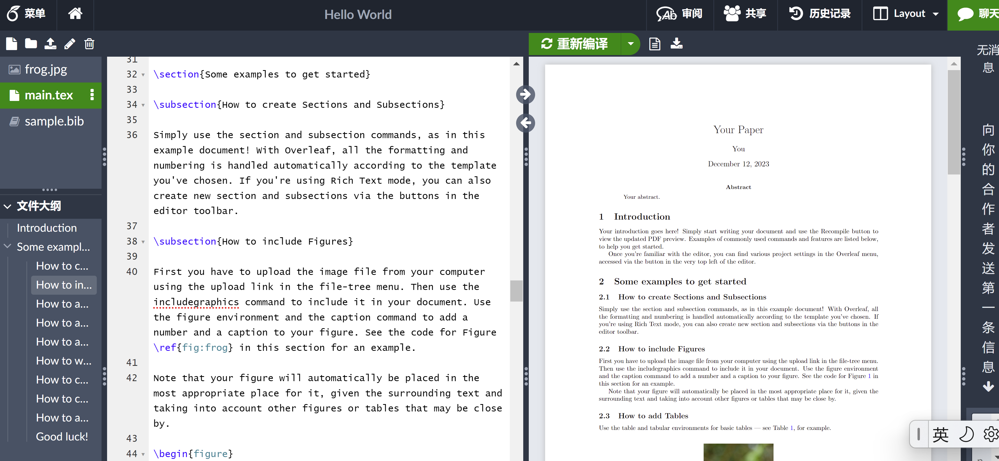 菜单
Hello World
审阅
共享
历史记录
Layout
聊天
重新编译
frog.jpg
main.tex
sample.bib
文件大纲
Introduction
Some exampl...
How to c...
How to in...
How to a...
How to a...
How to a...
How to w...
How to c...
How to c...
How to a...
Good luck!
31
32 \section{Some examples to get started}
33
34 \subsection{How to create Sections and Subsections}
35
36 Simply use the section and subsection commands, as in this
example document! With Overleaf, all the formatting and
numbering is handled automatically according to the template
you've chosen. If you're using Rich Text mode, you can also
create new section and subsections via the buttons in the
editor toolbar.
37
38 \subsection{How to include Figures}
39
40 First you have to upload the image file from your computer
using the upload link in the file-tree menu. Then use the
includegraphics command to include it in your document. Use
the figure environment and the caption command to add a
number and a caption to your figure. See the code for Figure
\ref{fig:frog} in this section for an example.
41
42 Note that your figure will automatically be placed in the
most appropriate place for it, given the surrounding text and
taking into account other figures or tables that may be close
by.
43
44 \begin{figure}
Your Paper
You
December 12, 2023
Abstract
Your abstract.
1 Introduction
Your introduction goes here! Simply start writing your document and use the Recompile button to
view the updated PDF preview. Examples of commonly used commands and features are listed below,
to help you get started.
Once you're familiar with the editor, you can find various project settings in the Overleaf menu,
accessed via the button in the very top left of the editor.
2 Some examples to get started
2.1 How to create Sections and Subsections
Simply use the section and subsection commands, as in this example document! With Overleaf, all
the formatting and numbering is handled automatically according to the template you've chosen. If
you're using Rich Text mode, you can also create new section and subsections via the buttons in the
editor toolbar.
2.2 How to include Figures
First you have to upload the image file from your computer using the upload link in the file-tree menu.
Then use the includegraphics command to include it in your document. Use the figure environment
and the caption command to add a number and a caption to your figure. See the code for Figure 1 in
this section for an example.
Note that your figure will automatically be placed in the most appropriate place for it, given the
surrounding text and taking into account other figures or tables that may be close by.
2.3 How to add Tables
Use the table and tabular environments for basic tables — see Table 1, for example.
无消
息
向
你
的
合
作
者
发
送
第
一
条
信
息
英